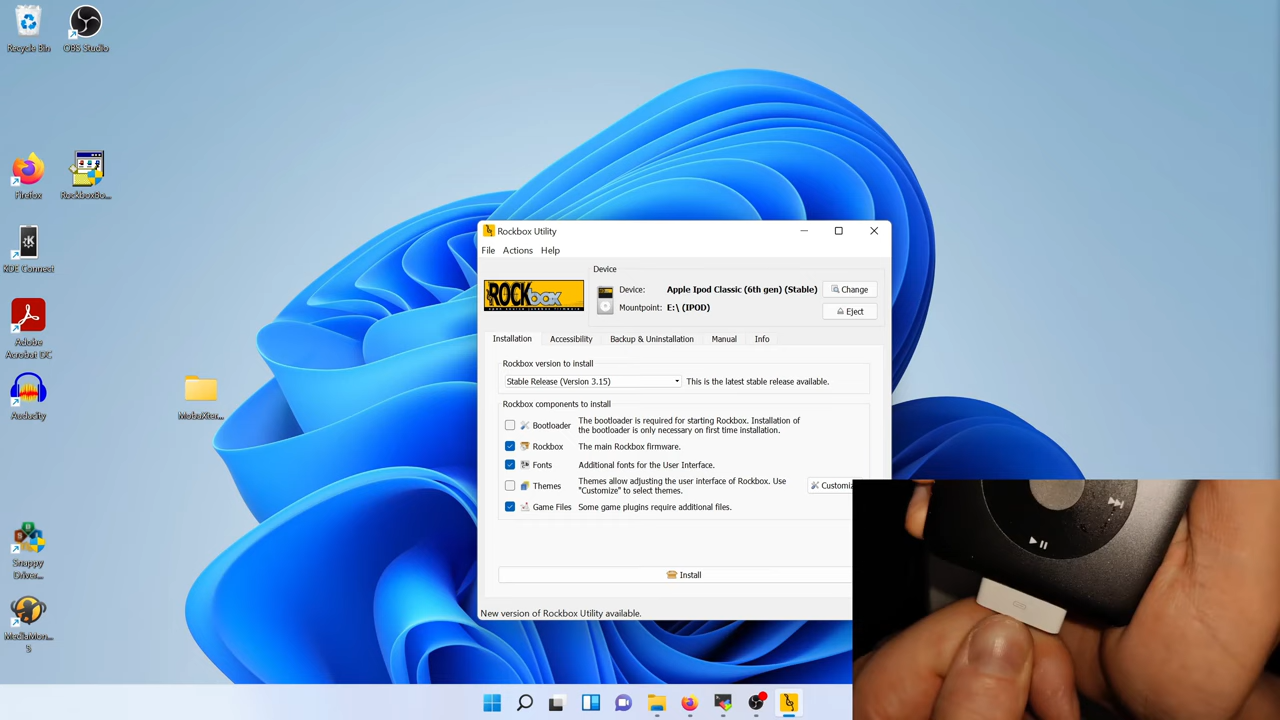 Recycle Bin
OBS Studio
Firefox
RockboxBo...
KDE Connect
Adobe
Acrobat DC
Audacity
MobaXter...
Snappy
Driver...
MediaMon...
5
Rockbox Utility
File Actions Help
Device
ROCKbox
Device: Apple Ipod Classic (6th gen) (Stable) Change
Mountpoint: E:\ (IPOD) Eject
Installation Accessibility Backup & Uninstallation Manual Info
Rockbox version to install
Stable Release (Version 3.15) This is the latest stable release available.
Rockbox components to install
Bootloader The bootloader is required for starting Rockbox. Installation of
the bootloader is only necessary on first time installation.
Rockbox The main Rockbox firmware.
Fonts Additional fonts for the User Interface.
Themes Themes allow adjusting the user interface of Rockbox. Use
"Customize" to select themes. Customiz
Game Files Some game plugins require additional files.
Install
New version of Rockbox Utility available.